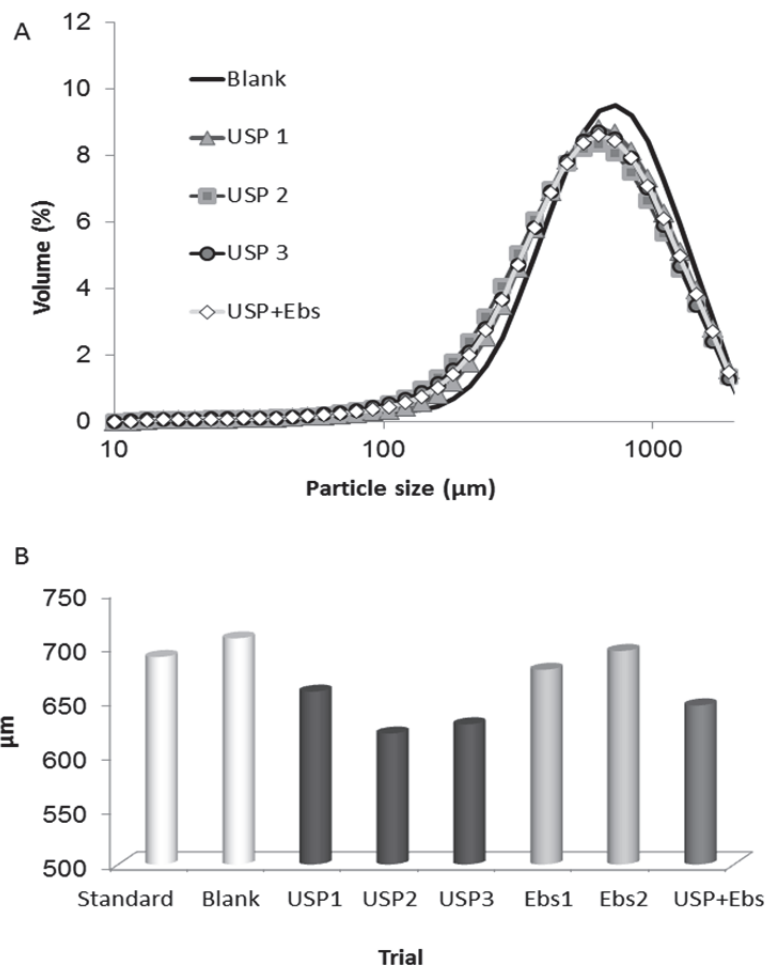 A
12
10
8
6
4
2
0
Volume (%)
Blank
USP 1
USP 2
USP 3
USP+Ebs
10 100 1000
Particle size (µm)
B
750
700
650
600
550
500
µm
Standard Blank USP1 USP2 USP3 Ebs1 Ebs2 USP+Ebs
Trial